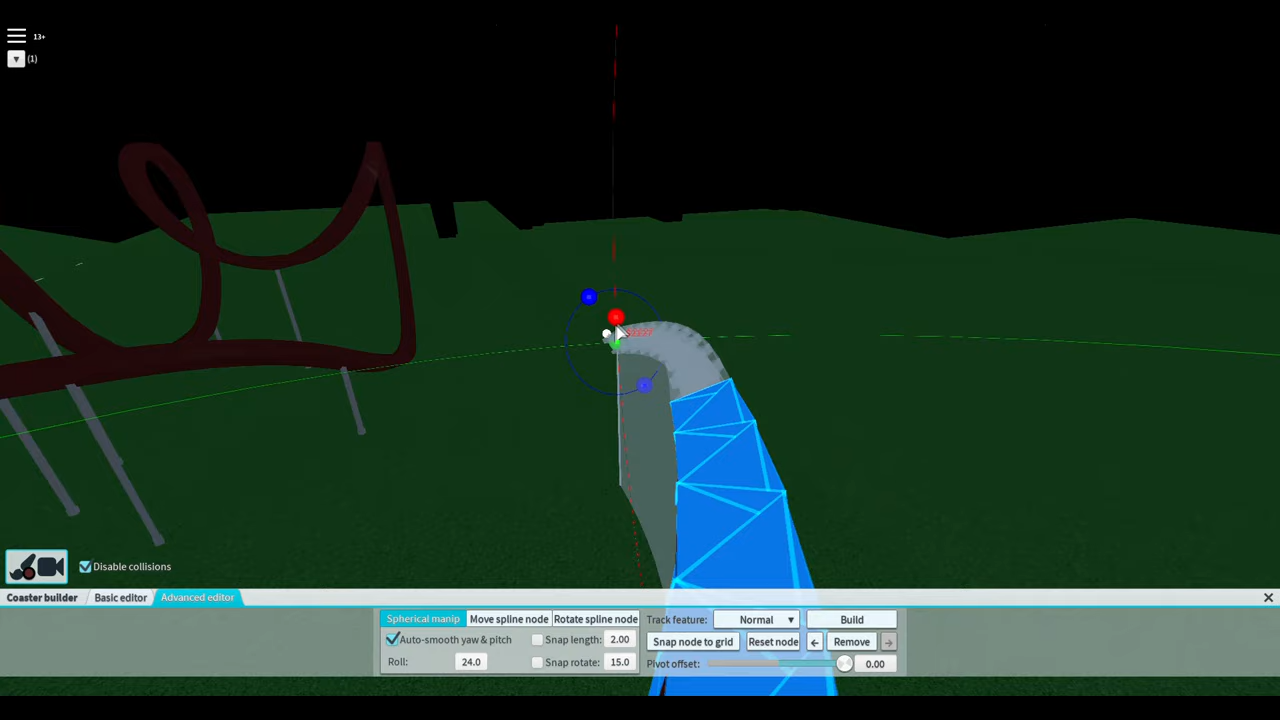 13+
(1)
Disable collisions
Coaster builder Basic editor Advanced editor
Spherical manip Move spline node Rotate spline node Track feature: Normal Build
Auto-smooth yaw & pitch Snap length: 2.00 Snap node to grid Reset node Remove
Roll: 24.0 Snap rotate: 15.0 Pivot offset: 0.00